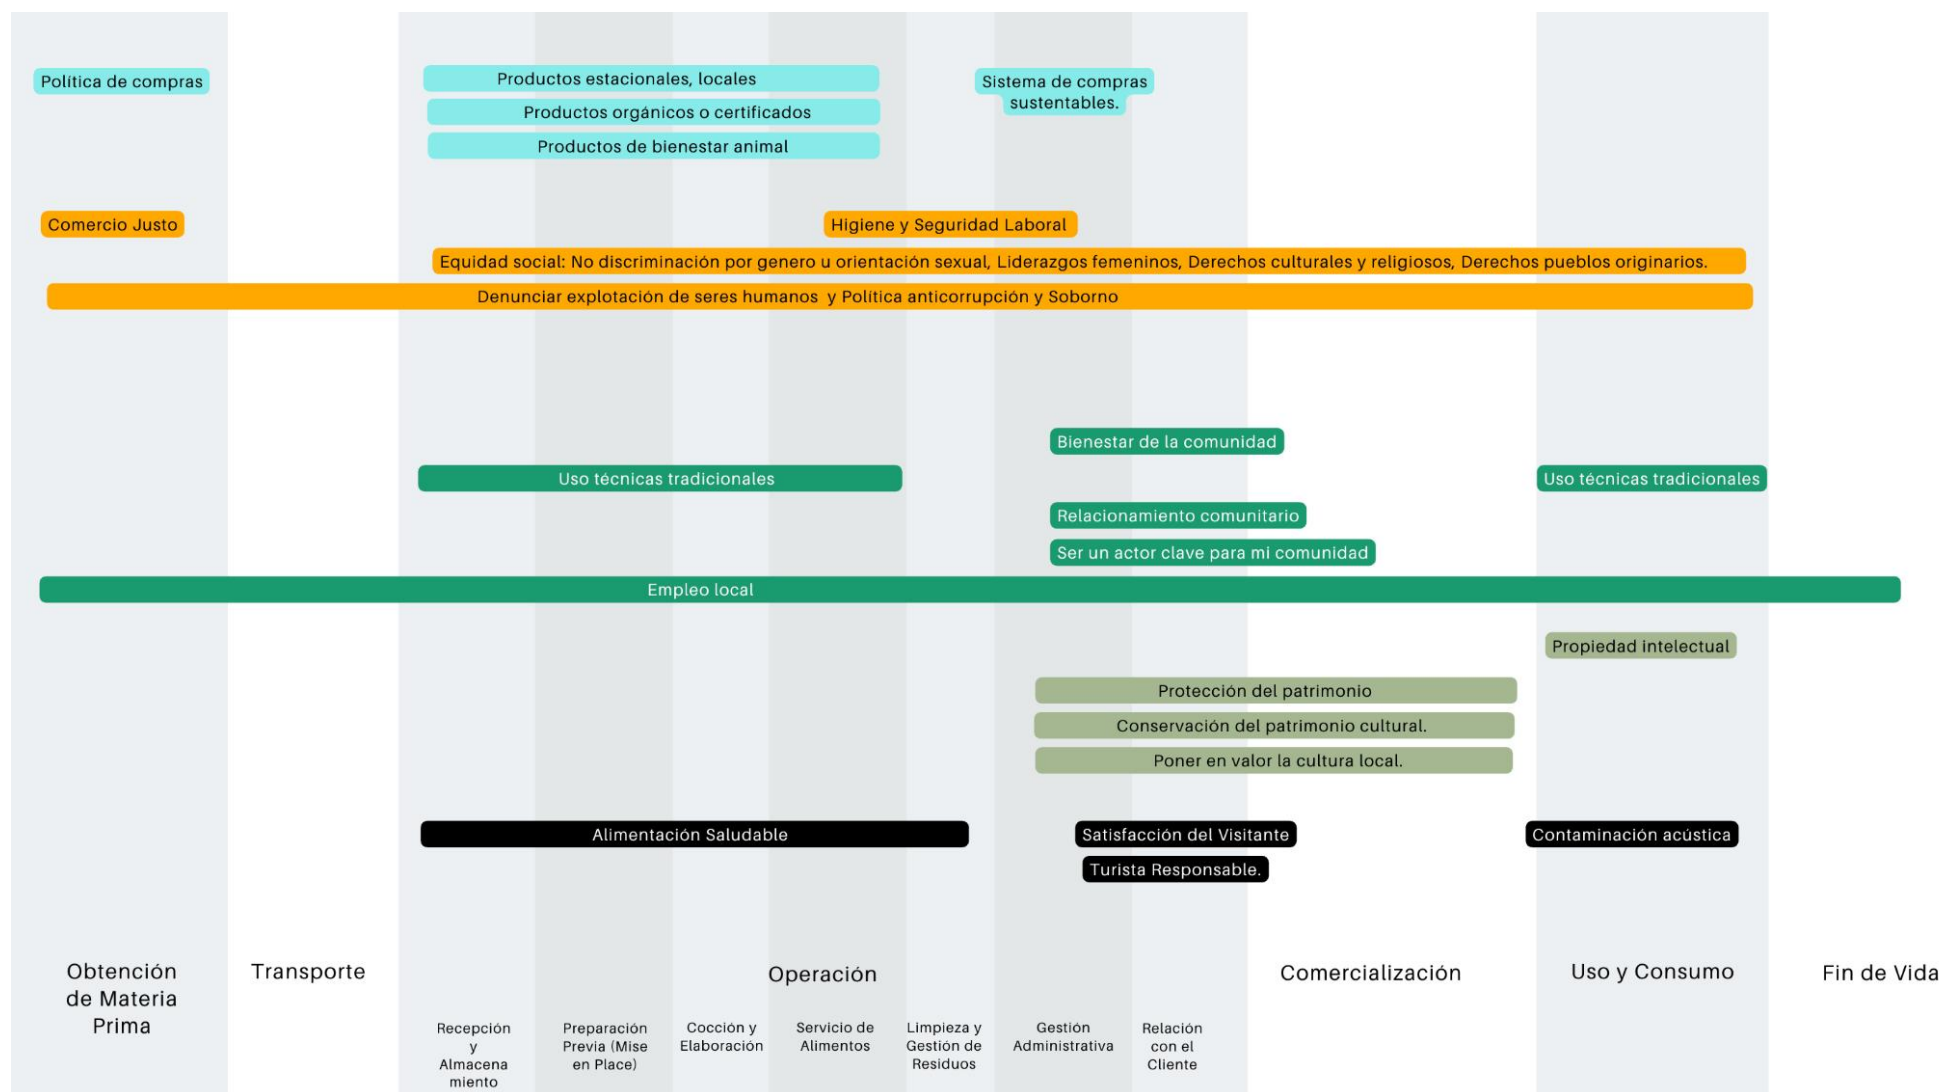 Política de compras
Productos estacionales, locales
Sistema de compras
sustentables.
Productos orgánicos o certificados
Productos de bienestar animal
Comercio Justo
Higiene y Seguridad Laboral
Equidad social: No discriminación por genero u orientación sexual, Liderazgos femeninos, Derechos culturales y religiosos, Derechos pueblos originarios.
Denunciar explotación de seres humanos y Política anticorrupción y Soborno
Bienestar de la comunidad
Uso técnicas tradicionales
Uso técnicas tradicionales
Relacionamiento comunitario
Ser un actor clave para mi comunidad
Empleo local
Propiedad intelectual
Protección del patrimonio
Conservación del patrimonio cultural.
Poner en valor la cultura local.
Alimentación Saludable
Satisfacción del Visitante
Contaminación acústica
Turista Responsable.
Obtención
de Materia
Prima
Transporte
Operación
Comercialización
Uso y Consumo
Fin de Vida
Recepción
y
Almacena
miento
Preparación
Previa (Mise
en Place)
Cocción y
Elaboración
Servicio de
Alimentos
Limpieza y
Gestión de
Residuos
Gestión
Administrativa
Relación
con el
Cliente